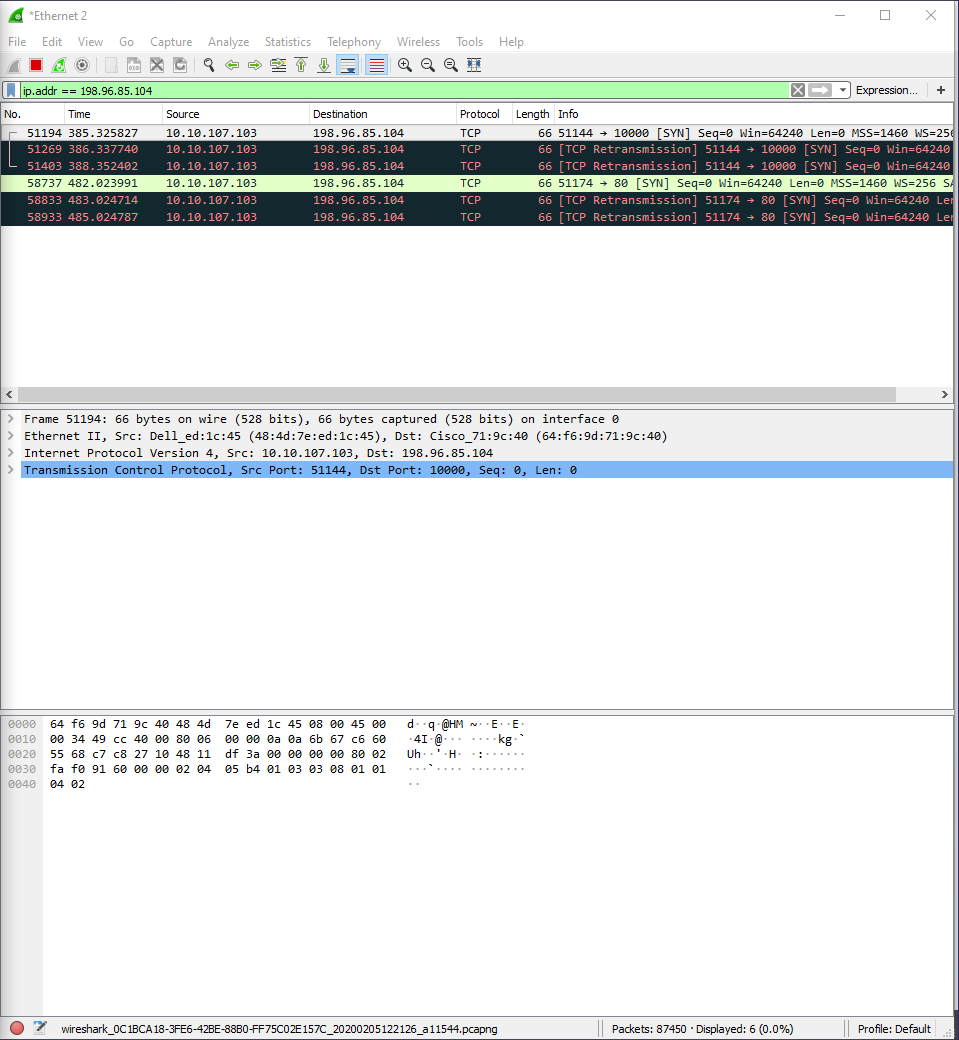 *Ethernet 2
File Edit View Go Capture Analyze Statistics Telephony Wireless Tools Help
ip.addr == 198.96.85.104 Expression... +
No. Time Source Destination Protocol Length Info
51194 385.325827 10.10.107.103 198.96.85.104 TCP 66 51144 → 10000 [SYN] Seq=0 Win=64240 Len=0 MSS=1460 WS=256
51269 386.337740 10.10.107.103 198.96.85.104 TCP 66 [TCP Retransmission] 51144 → 10000 [SYN] Seq=0 Win=64240
51403 388.352402 10.10.107.103 198.96.85.104 TCP 66 [TCP Retransmission] 51144 → 10000 [SYN] Seq=0 Win=64240
58737 482.023991 10.10.107.103 198.96.85.104 TCP 66 51174 → 80 [SYN] Seq=0 Win=64240 Len=0 MSS=1460 WS=256 SA
58833 483.024714 10.10.107.103 198.96.85.104 TCP 66 [TCP Retransmission] 51174 → 80 [SYN] Seq=0 Win=64240 Len
58933 485.024787 10.10.107.103 198.96.85.104 TCP 66 [TCP Retransmission] 51174 → 80 [SYN] Seq=0 Win=64240 Len
Frame 51194: 66 bytes on wire (528 bits), 66 bytes captured (528 bits) on interface 0
Ethernet II, Src: Dell_ed:1c:45 (48:4d:7e:ed:1c:45), Dst: Cisco_71:9c:40 (64:f6:9d:71:9c:40)
Internet Protocol Version 4, Src: 10.10.107.103, Dst: 198.96.85.104
Transmission Control Protocol, Src Port: 51144, Dst Port: 10000, Seq: 0, Len: 0
0000 64 f6 9d 71 9c 40 48 4d 7e ed 1c 45 08 00 45 00 d··q·@HM ~··E··E·
0010 00 34 49 cc 40 00 80 06 00 00 0a 0a 6b 67 c6 60 ·4I·@··· ····kg·`
0020 55 68 c7 c8 27 10 48 11 df 3a 00 00 00 00 80 02 Uh··'·H· ·:······
0030 fa f0 91 60 00 00 02 04 05 b4 01 03 03 08 01 01 ···`···· ········
0040 04 02 ··
wireshark_0C1BCA18-3FE6-42BE-88B0-FF75C02E157C_20200205122126_a11544.pcapng Packets: 87450 · Displayed: 6 (0.0%) Profile: Default